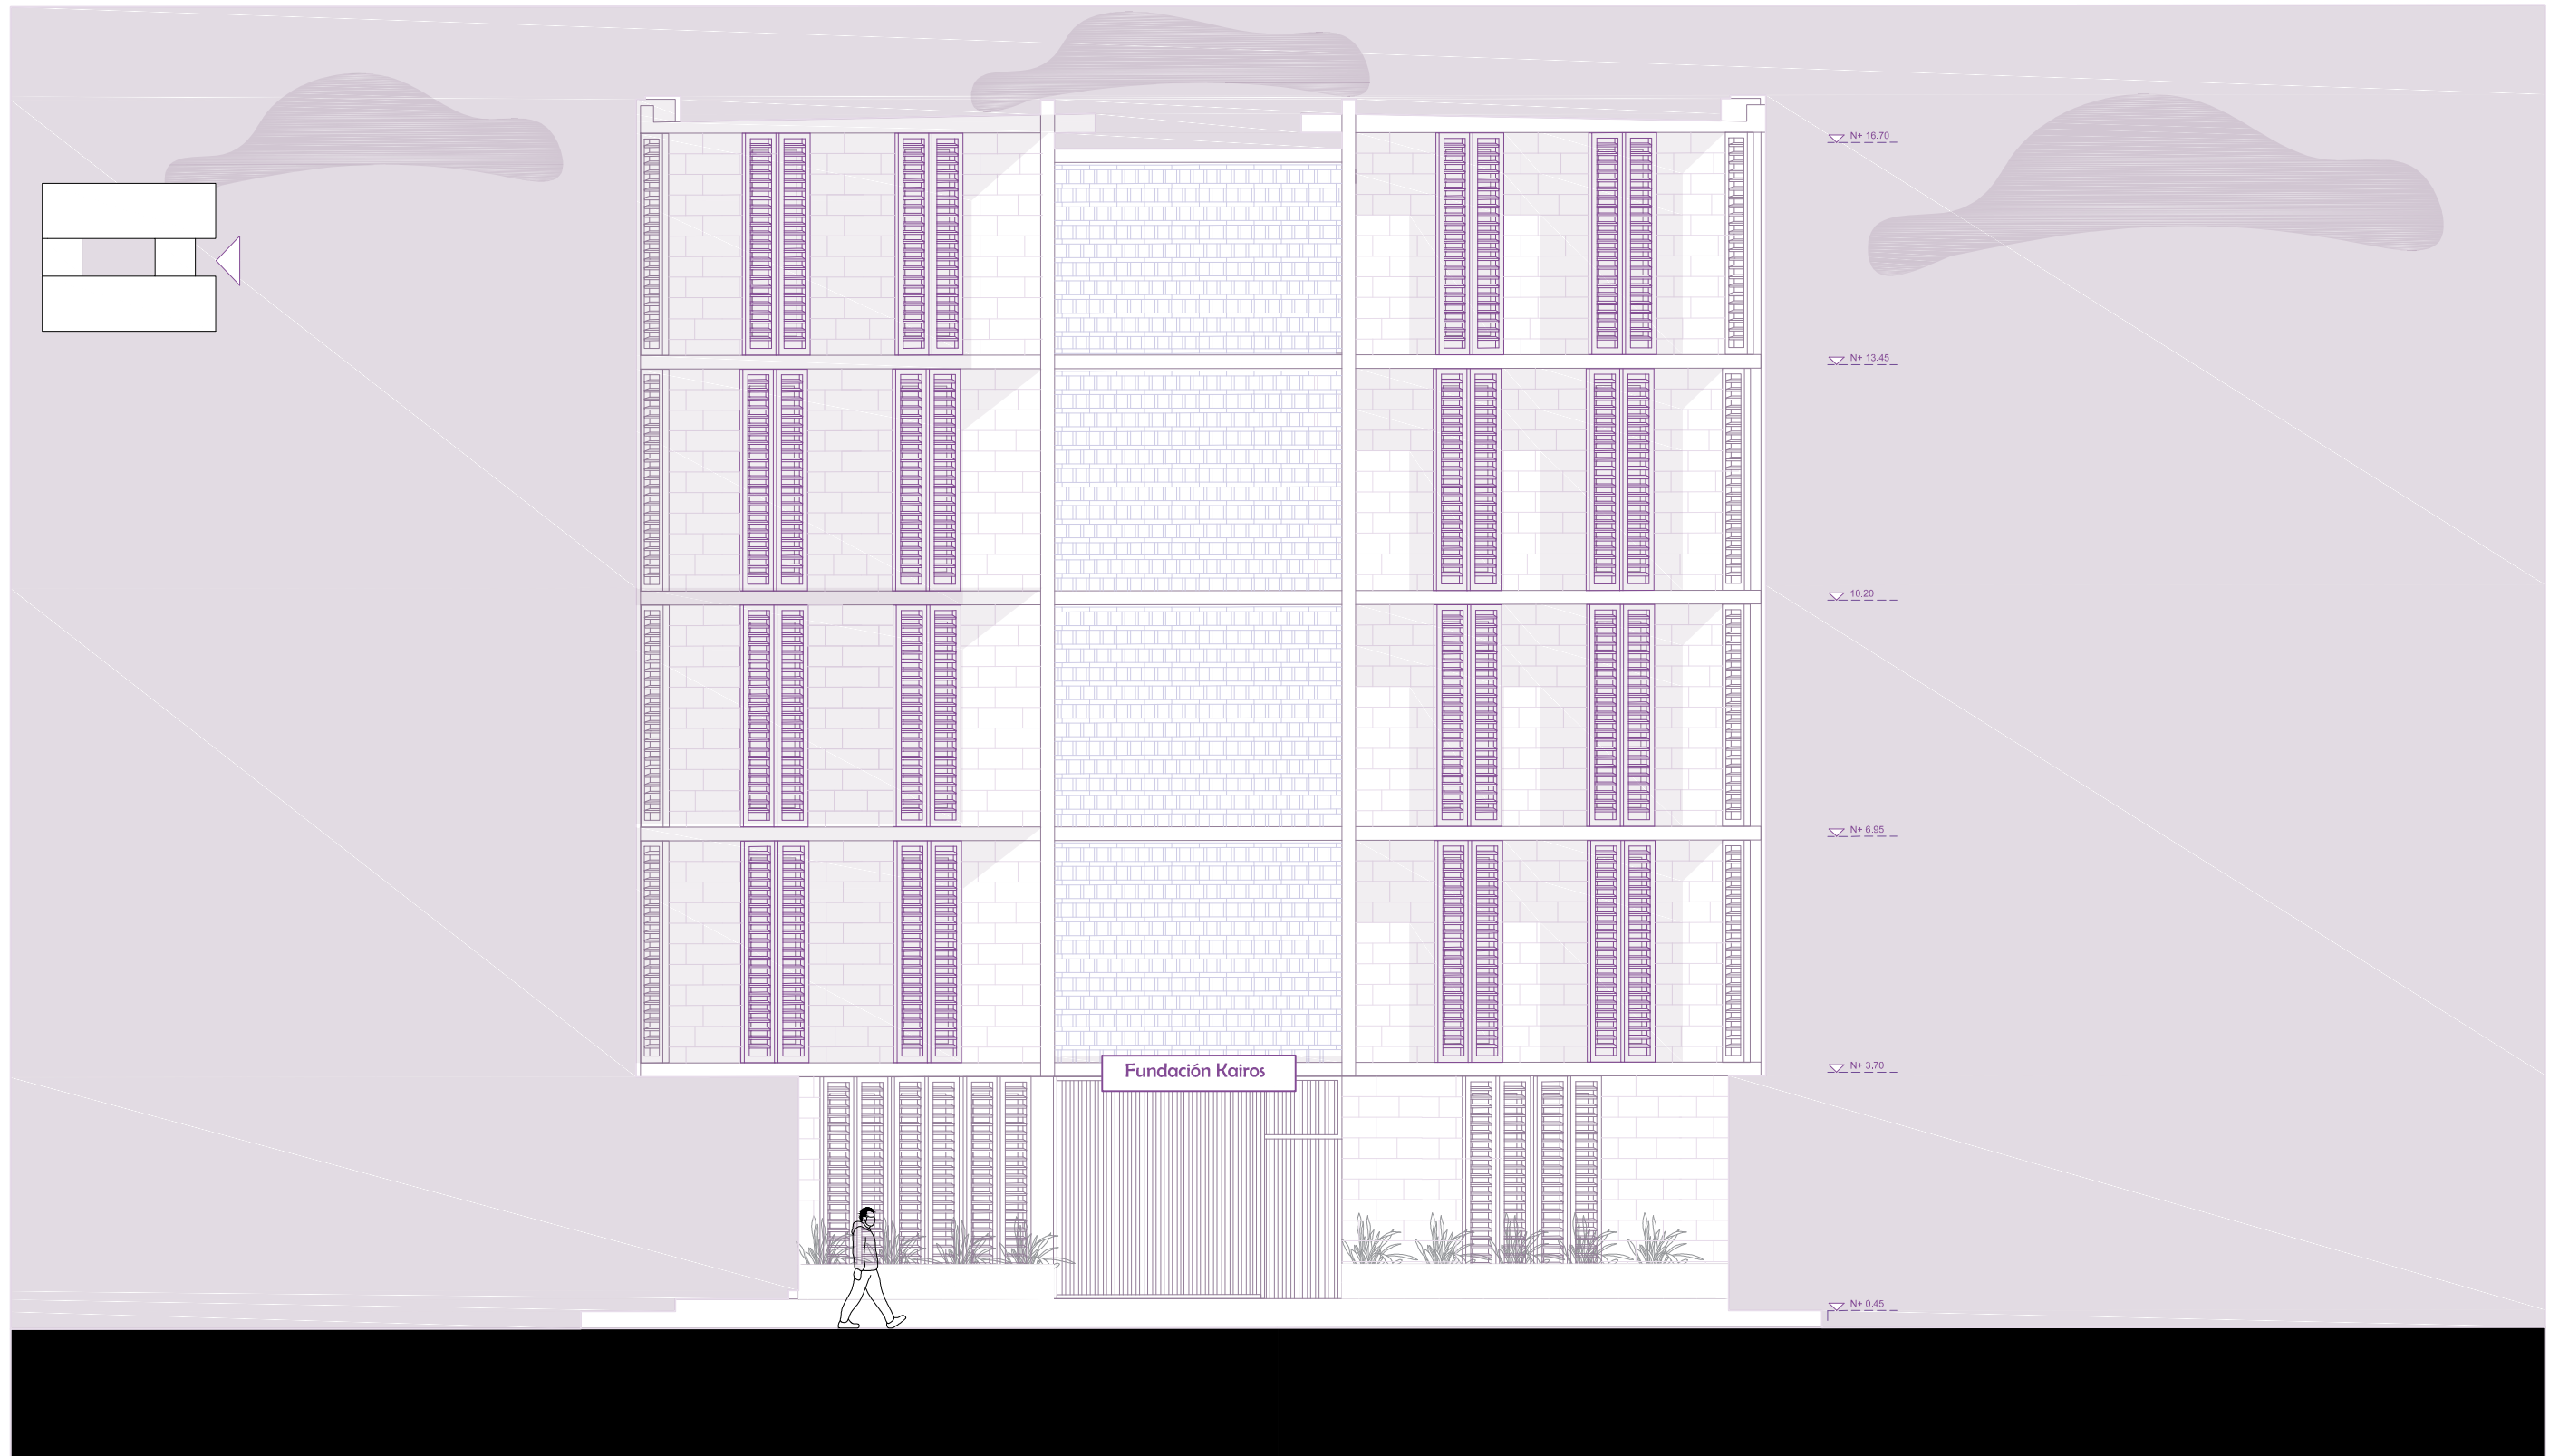 N+ 16.70
N+ 13.45
10.20
N+ 6.95
N+ 3.70
Fundación Kairos
N+ 0.45